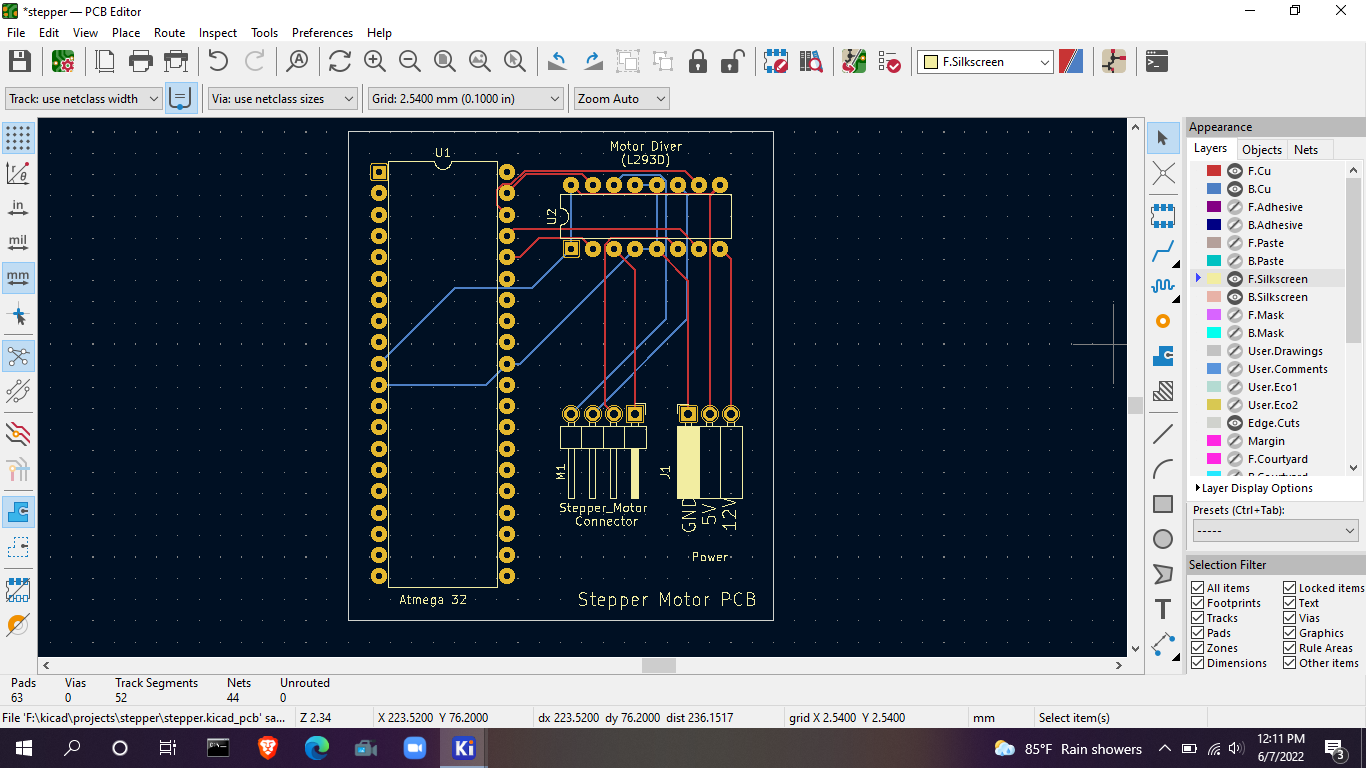 *stepper — PCB Editor
File Edit View Place Route Inspect Tools Preferences Help
F.Silkscreen
Track: use netclass width
Via: use netclass sizes
Grid: 2.5400 mm (0.1000 in)
Zoom Auto
in
mil
mm
U1
Motor Diver
(L293D)
U2
M1
Stepper_Motor
Connector
J1
GND
5V
12V
Power
Atmega 32
Stepper Motor PCB
Appearance
Layers Objects Nets
F.Cu
B.Cu
F.Adhesive
B.Adhesive
F.Paste
B.Paste
F.Silkscreen
B.Silkscreen
F.Mask
B.Mask
User.Drawings
User.Comments
User.Eco1
User.Eco2
Edge.Cuts
Margin
F.Courtyard
B.Courtyard
Layer Display Options
Presets (Ctrl+Tab):
-----
Selection Filter
All items Locked items
Footprints Text
Tracks Vias
Pads Graphics
Zones Rule Areas
Dimensions Other items
Pads Vias Track Segments Nets Unrouted
63 0 52 44 0
File 'F:\kicad\projects\stepper\stepper.kicad_pcb' sa... Z 2.34 X 223.5200 Y 76.2000 dx 223.5200 dy 76.2000 dist 236.1517 grid X 2.5400 Y 2.5400 mm Select item(s)
Ki
85°F Rain showers
12:11 PM
6/7/2022
3